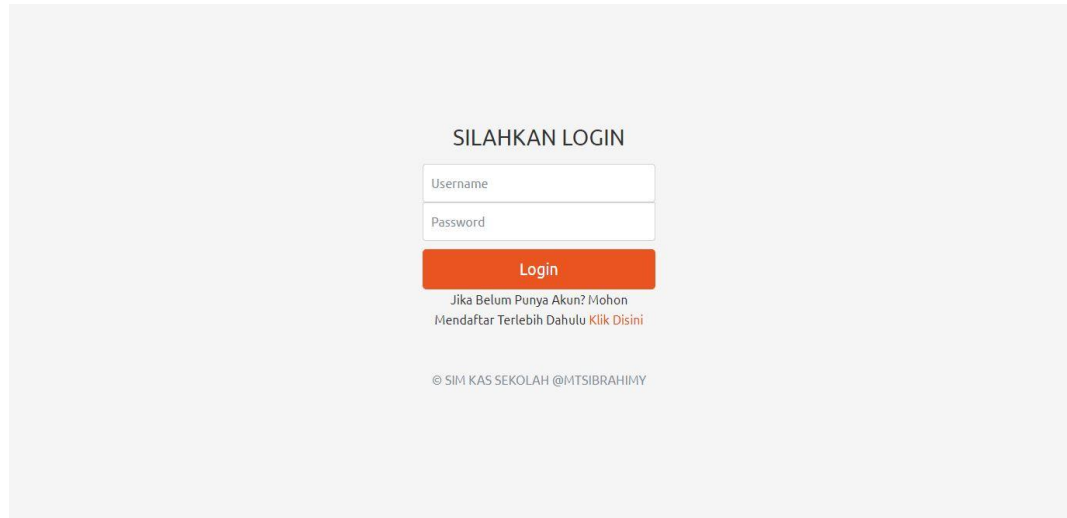 SILAHKAN LOGIN
Username
Password
Login
Jika Belum Punya Akun? Mohon
Mendaftar Terlebih Dahulu Klik Disini
© SIM KAS SEKOLAH @MTSIBRAHIMY